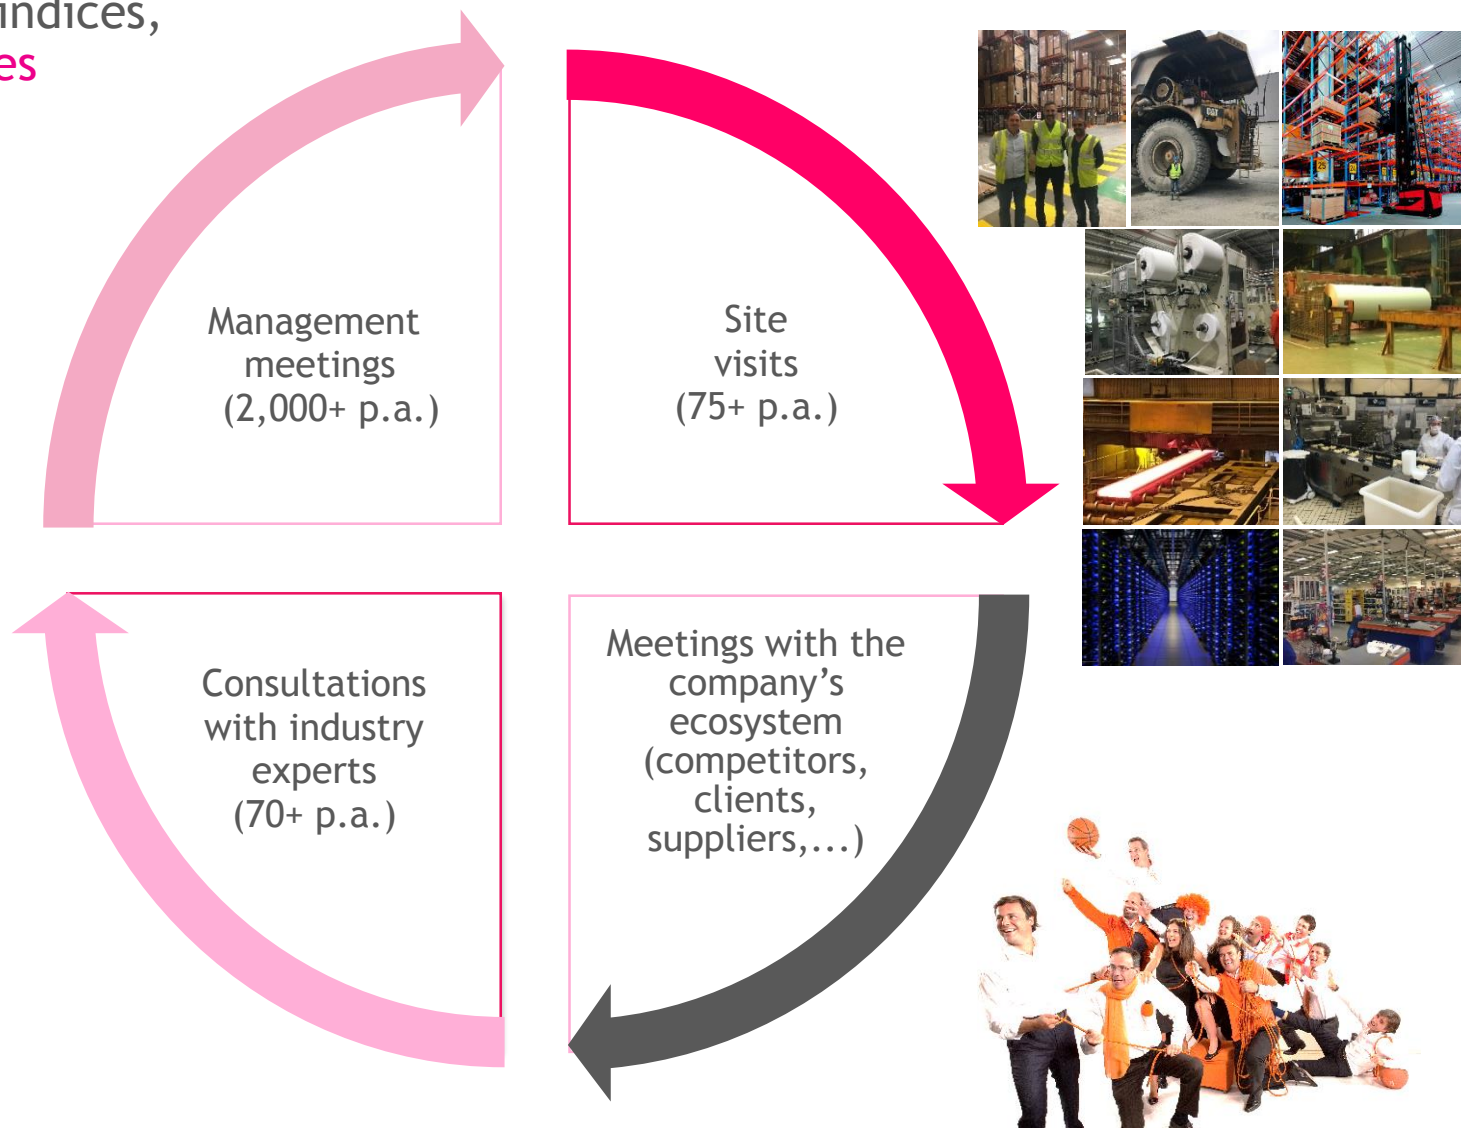 indices,
es
Management
meetings
(2,000+ p.a.)
Site
visits
(75+ p.a.)
Consultations
with industry
experts
(70+ p.a.)
Meetings with the
company’s
ecosystem
(competitors,
clients,
suppliers,...)
25